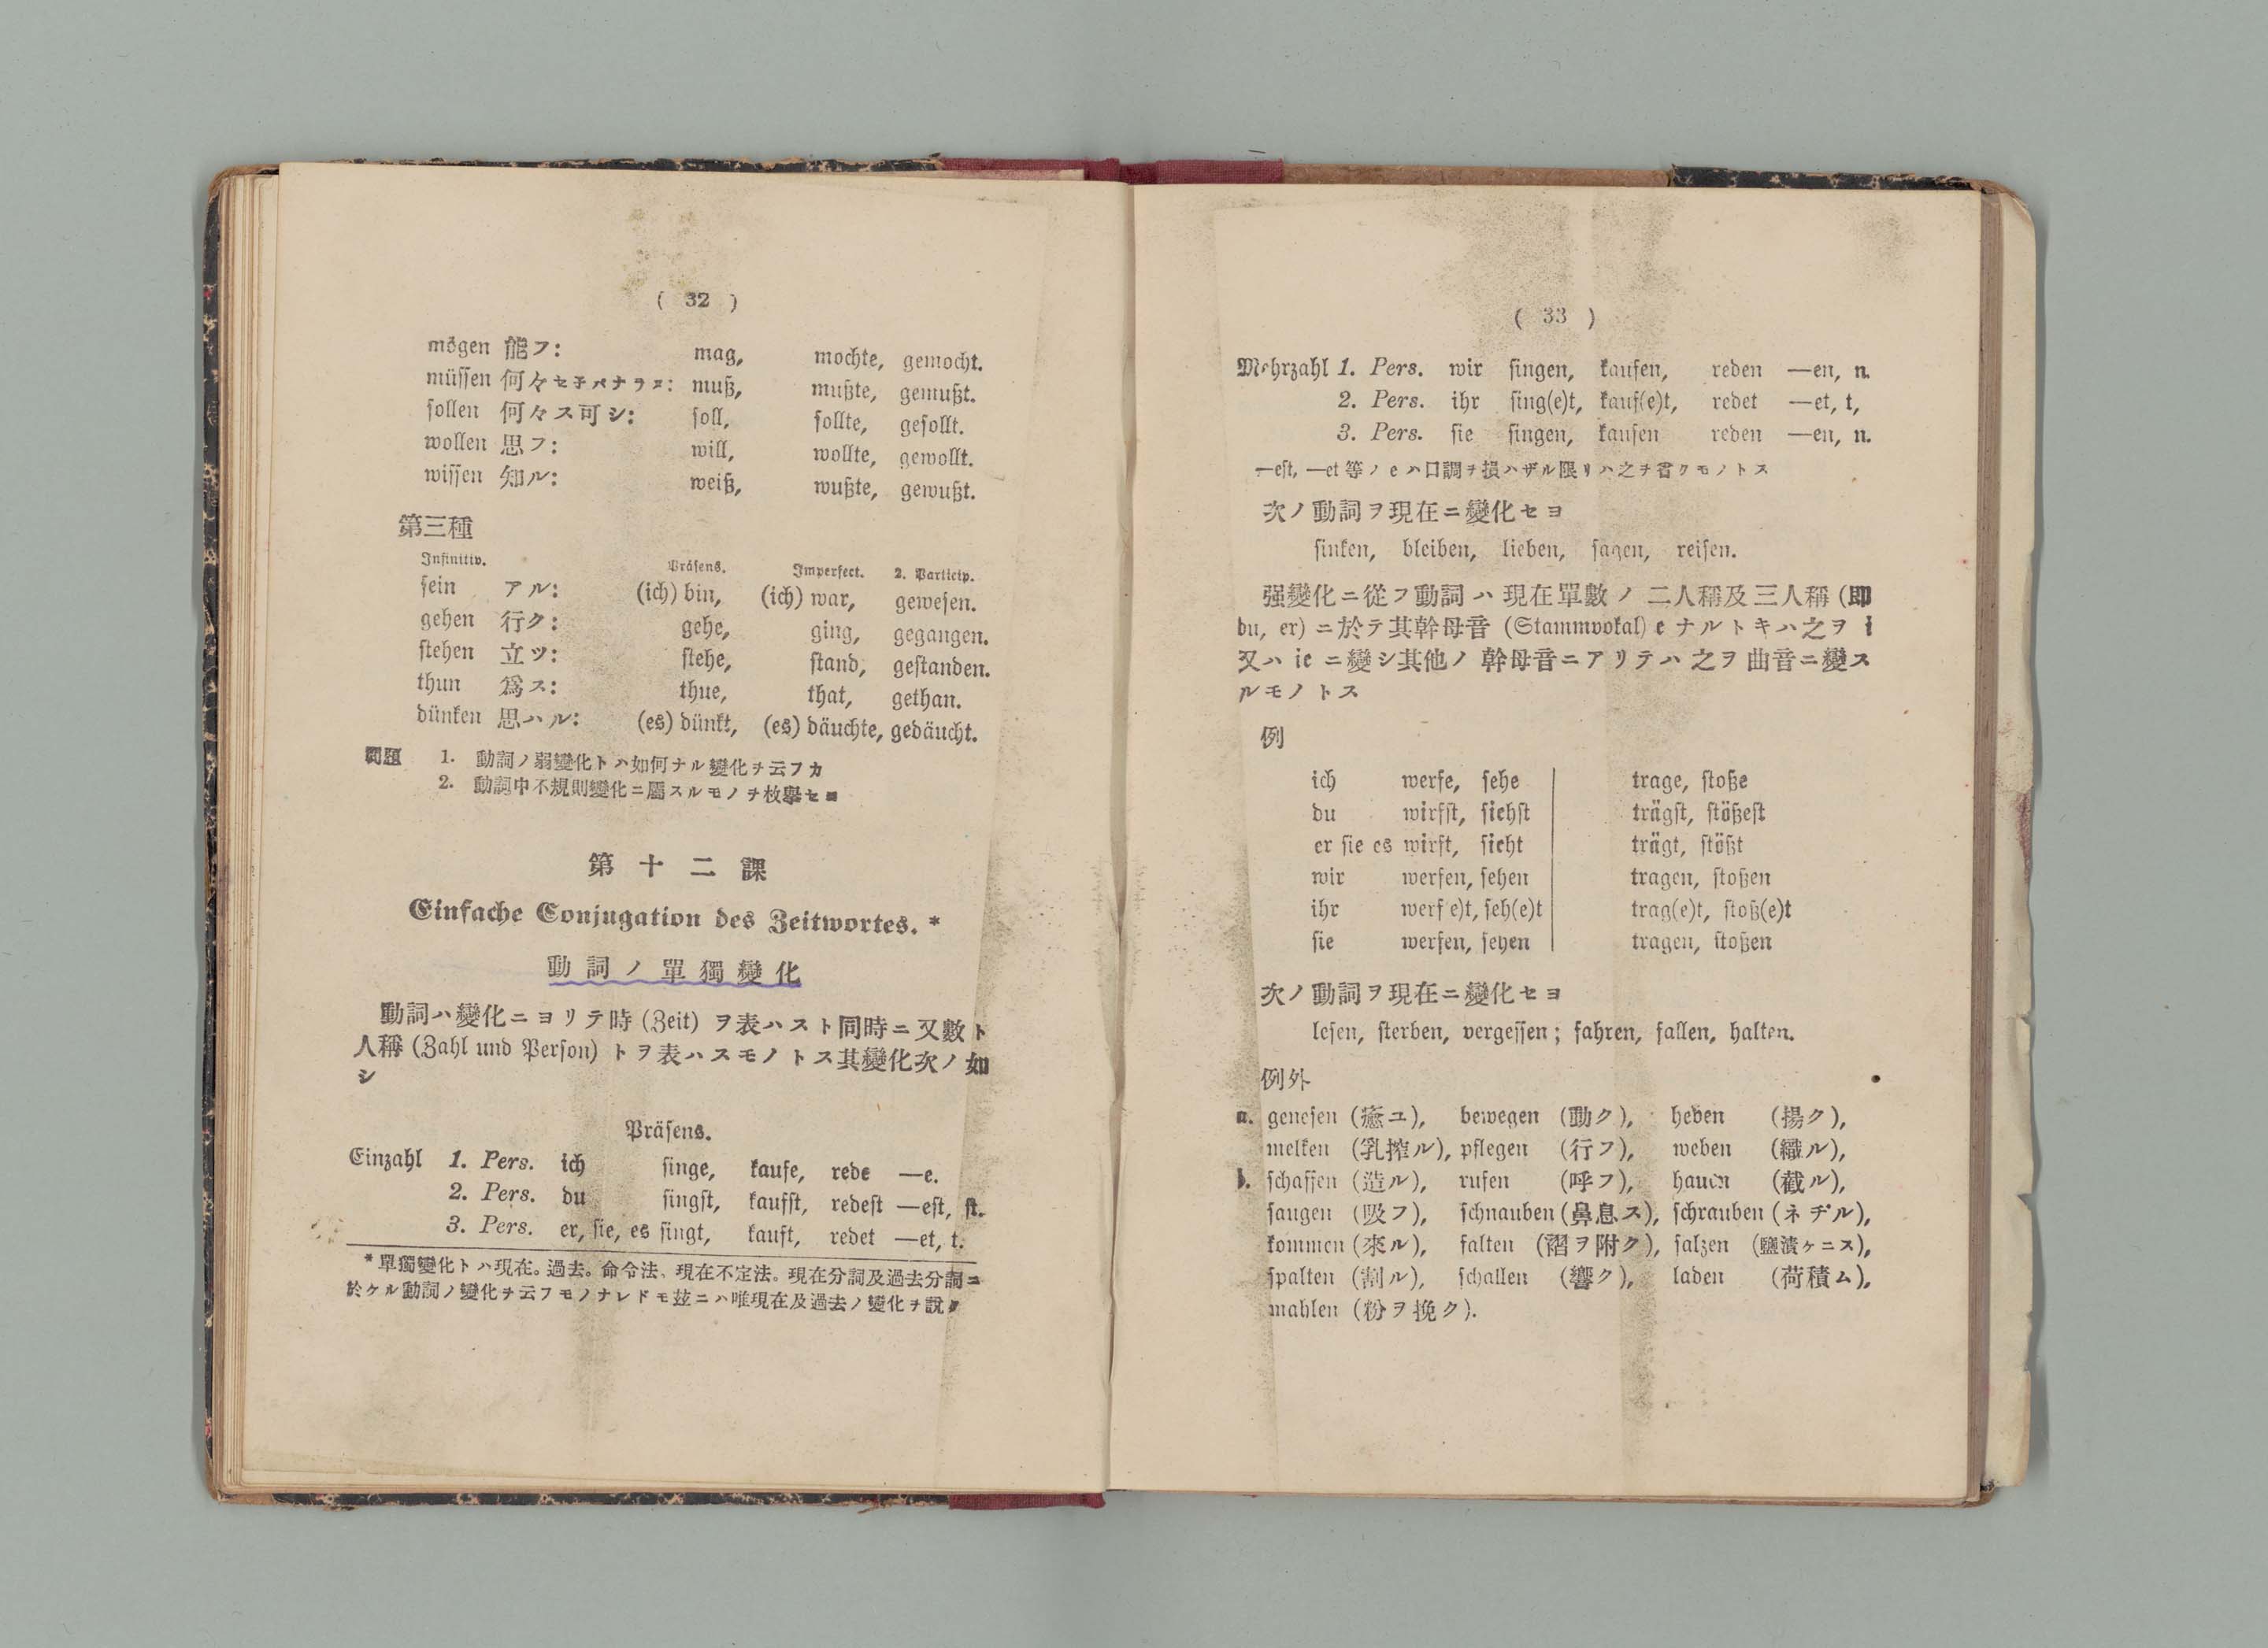 ( 32 )
mögen 能フ: mag, mochte, gemocht.
müſſen 何々セ子バナラヌ: muß, mußte, gemußt.
ſollen 何々ス可シ: ſoll, ſollte, geſollt.
wollen 思フ: will, wollte, gewollt.
wiſſen 知ル: weiß, wußte, gewußt.
第三種
Infinitiv. Präſens. Imperfect. 2. Particip.
ſein アル: (ich) bin, (ich) war, geweſen.
gehen 行ク: gehe, ging, gegangen.
ſtehen 立ツ: ſtehe, ſtand, geſtanden.
thun 爲ス: thue, that, gethan.
dünken 思ハル: (es) dünkt, (es) däuchte, gedäucht.
問題 1. 動詞ノ弱變化トハ如何ナル變化チ云フカ
2. 動詞中不規則變化ニ屬スルモノチ枚擧セヨ
第十二課
Einfache Conjugation des Zeitwortes. *
動詞ノ單獨變化
動詞ハ變化ニヨリテ時 (Zeit) ヲ表ハスト同時ニ又數ト
人稱 (Zahl und Perſon) トヲ表ハスモノトス其變化次ノ如
シ
Präſens.
Einzahl 1. Pers. ich ſinge, kaufe, rede —e.
2. Pers. du ſingſt, kaufſt, redeſt —eſt, ſt.
3. Pers. er, ſie, es ſingt, kauft, redet —et, t.
* 單獨變化トハ現在。過去。命令法、現在不定法。現在分詞及過去分詞ニ
於ケル動詞ノ變化チ云フモノナレドモ玆ニハ唯現在及過去ノ變化チ說ク
( 33 )
Mehrzahl 1. Pers. wir ſingen, kaufen, reden —en, n.
2. Pers. ihr ſing(e)t, kauf(e)t, redet —et, t,
3. Pers. ſie ſingen, kaufen reden —en, n.
—eſt, —et 等ノ e ハ口調チ損ハザル限リハ之チ省クモノトス
次ノ動詞ヲ現在ニ變化セヨ
ſinken, bleiben, lieben, ſagen, reiſen.
强變化ニ從フ動詞ハ現在單數ノ二人稱及三人稱 (即
du, er) ニ於テ其幹母音 (Stammvokal) e ナルトキハ之ヲ i
又ハ ie ニ變シ其他ノ幹母音ニアリテハ之ヲ曲音ニ變ス
ルモノトス
例
ich werfe, ſehe trage, ſtoße
du wirfſt, ſiehſt trägſt, ſtößeſt
er ſie es wirft, ſieht trägt, ſtößt
wir werfen, ſehen tragen, ſtoßen
ihr werf e)t, ſeh(e)t trag(e)t, ſtoß(e)t
ſie werfen, ſehen tragen, ſtoßen
次ノ動詞ヲ現在ニ變化セヨ
leſen, ſterben, vergeſſen; fahren, fallen, halten.
例外
a. geneſen (癒ユ), bewegen (動ク), heben (揚ク),
melken (乳搾ル), pflegen (行フ), weben (織ル),
b. ſchaffen (造ル), rufen (呼フ), hauen (截ル),
ſaugen (吸フ), ſchnauben (鼻息ス), ſchrauben (ネヂル),
kommen (來ル), falten (褶ヲ附ク), ſalzen (鹽漬ケニス),
ſpalten (割ル), ſchallen (響ク), laden (荷積ム),
mahlen (粉ヲ挽ク).